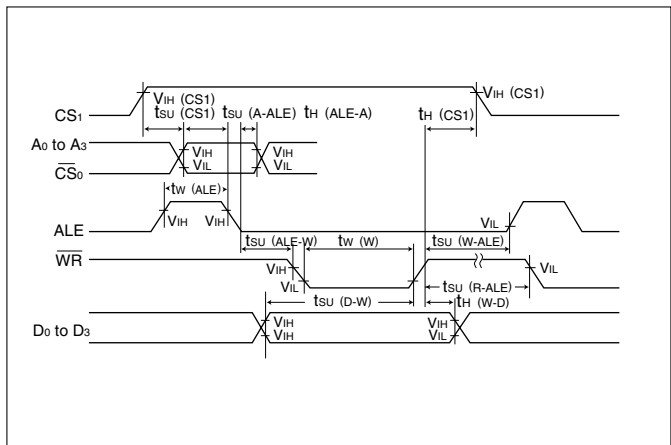 VIH (CS1)
VIH (CS1)
tSU (CS1) tSU (A-ALE) tH (ALE-A)
tH (CS1)
CS1
A0 to A3
VIH
VIH
CS0
VIL
VIL
tW (ALE)
ALE
VIH
VIH
VIL
tSU (ALE-W)
tW (W)
tSU (W-ALE)
WR
VIH
VIL
VIL
tSU (R-ALE)
tSU (D-W)
tH (W-D)
D0 to D3
VIH
VIH
VIH
VIL